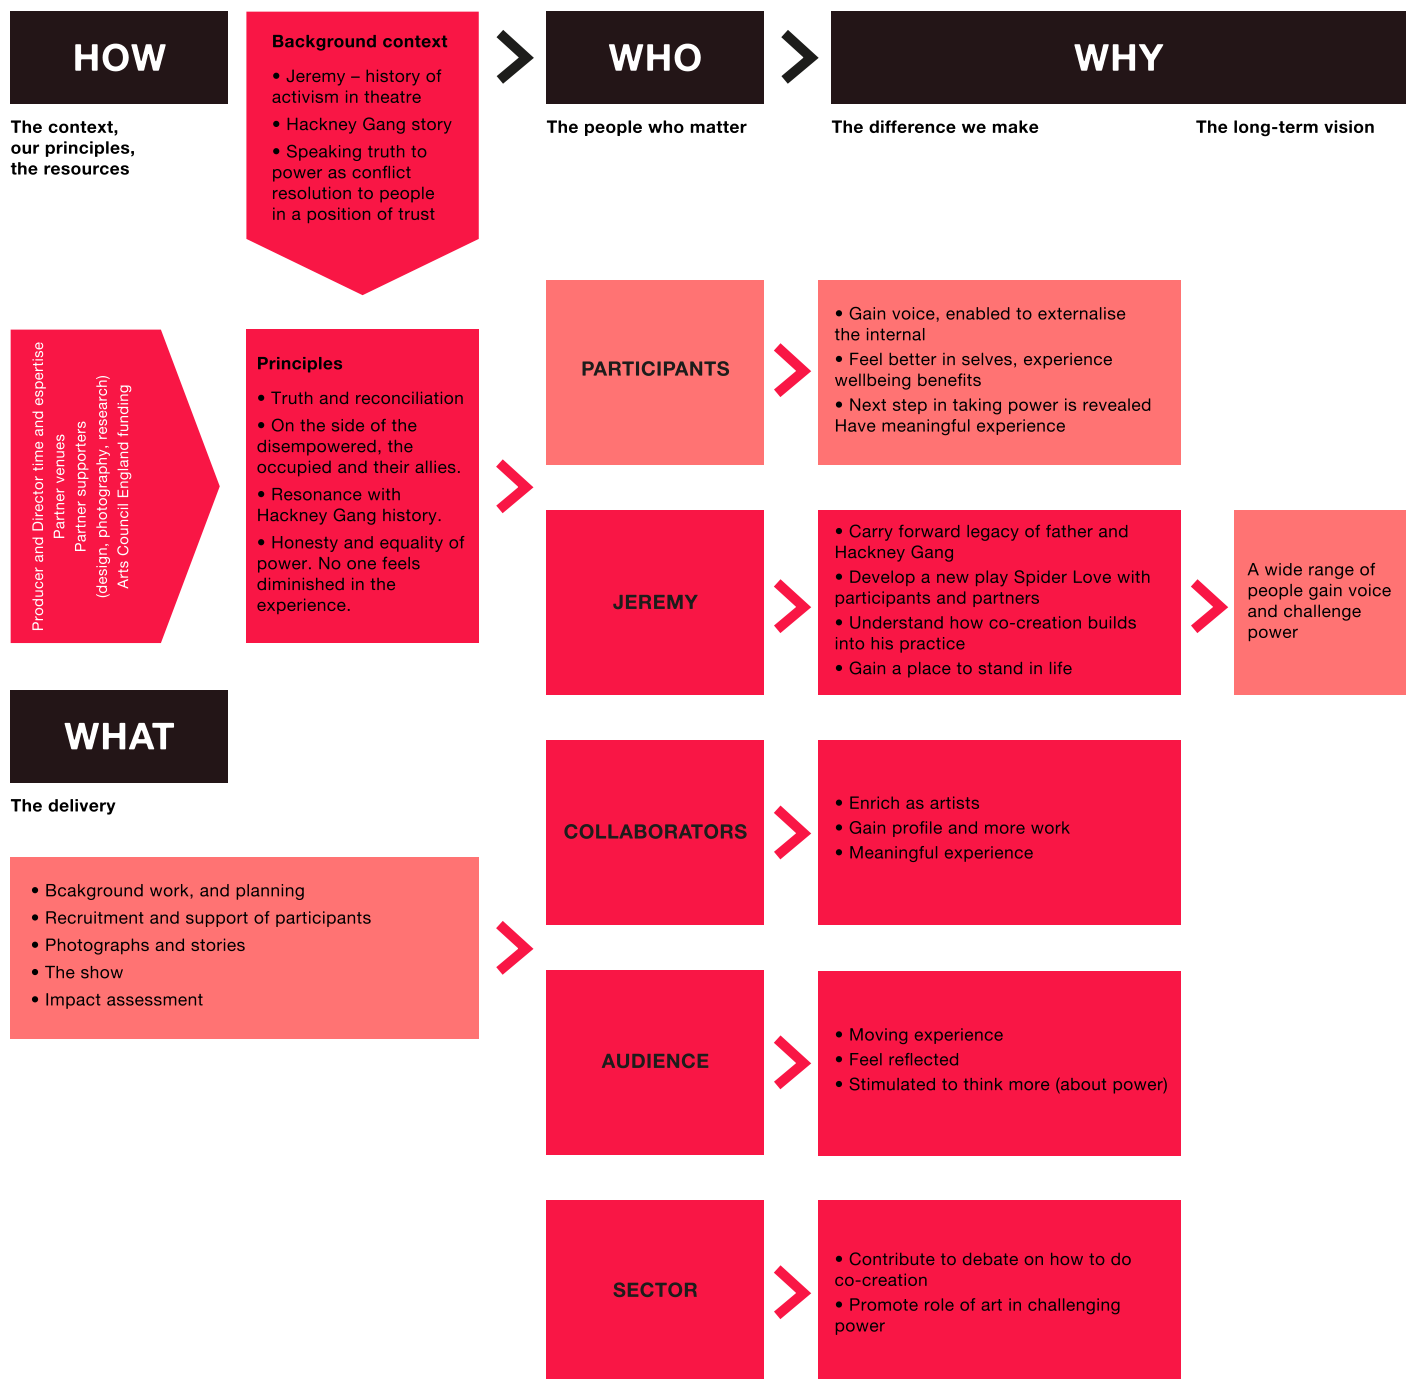 HOW
The context,
our principles,
the resources
Background context
• Jeremy – history of
activism in theatre
• Hackney Gang story
• Speaking truth to
power as conflict
resolution to people
in a position of trust
WHO
The people who matter
WHY
The difference we make
The long-term vision
Producer and Director time and espertise
Partner venues
Partner supporters
(design, photography, research)
Arts Council England funding
Principles
• Truth and reconciliation
• On the side of the
disempowered, the
occupied and their allies.
• Resonance with
Hackney Gang history.
• Honesty and equality of
power. No one feels
diminished in the
experience.
WHAT
The delivery
• Bcakground work, and planning
• Recruitment and support of participants
• Photographs and stories
• The show
• Impact assessment
PARTICIPANTS
• Gain voice, enabled to externalise
the internal
• Feel better in selves, experience
wellbeing benefits
• Next step in taking power is revealed
Have meaningful experience
JEREMY
• Carry forward legacy of father and
Hackney Gang
• Develop a new play Spider Love with
participants and partners
• Understand how co-creation builds
into his practice
• Gain a place to stand in life
A wide range of
people gain voice
and challenge
power
COLLABORATORS
• Enrich as artists
• Gain profile and more work
• Meaningful experience
AUDIENCE
• Moving experience
• Feel reflected
• Stimulated to think more (about power)
SECTOR
• Contribute to debate on how to do
co-creation
• Promote role of art in challenging
power